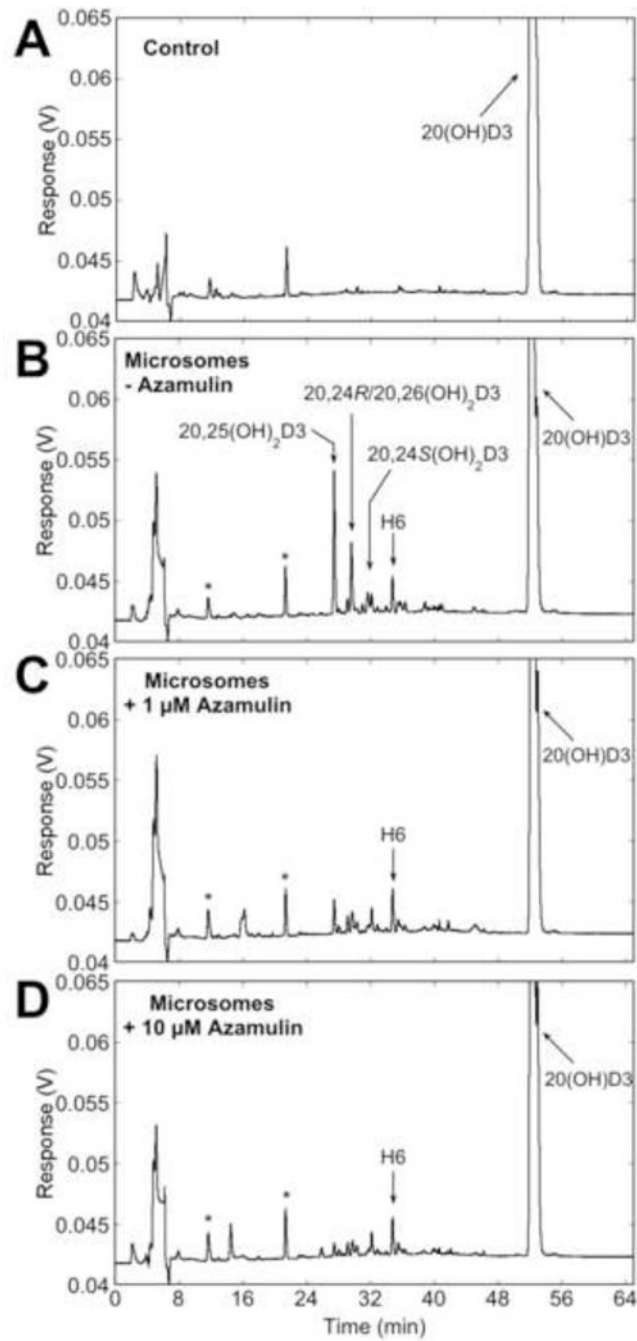 A
Control
0.065
0.06
0.055
0.05
0.045
0.04
Response (V)
20(OH)D3
B
Microsomes
- Azamulin
0.065
0.06
0.055
0.05
0.045
0.04
Response (V)
20,24R/20,26(OH)₂D3
20,25(OH)₂D3
20,24S(OH)₂D3
H6
20(OH)D3
*
*
C
Microsomes
+ 1 µM Azamulin
0.065
0.06
0.055
0.05
0.045
0.04
Response (V)
20(OH)D3
H6
*
*
D
Microsomes
+ 10 µM Azamulin
0.065
0.06
0.055
0.05
0.045
0.04
Response (V)
20(OH)D3
H6
*
*
0 8 16 24 32 40 48 56 64
Time (min)